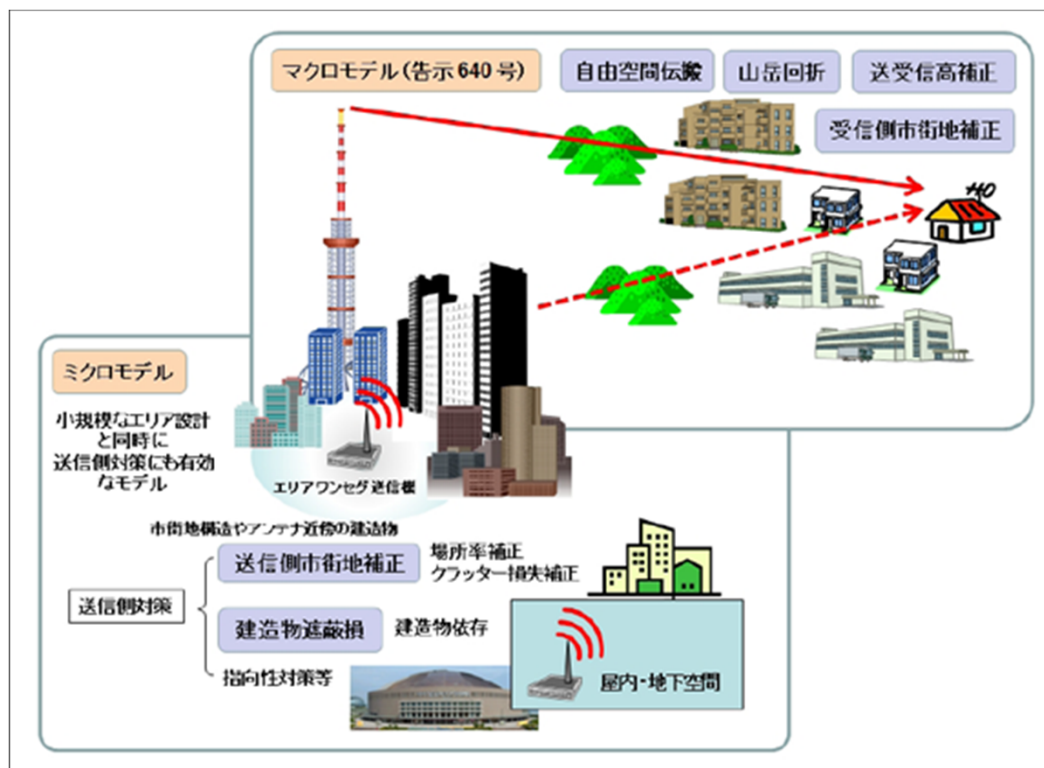 マクロモデル(告示640号)
自由空間伝搬
山岳回折
送受信高補正
受信側市街地補正
ミクロモデル
小規模なエリア設計
と同時に
送信側対策にも有効
なモデル
エリアワンセグ送信機
市街地構造やアンテナ近傍の建造物
送信側対策
送信側市街地補正
場所率補正
クラッター損失補正
建造物遮蔽損
建造物依存
指向性対策等
屋内・地下空間